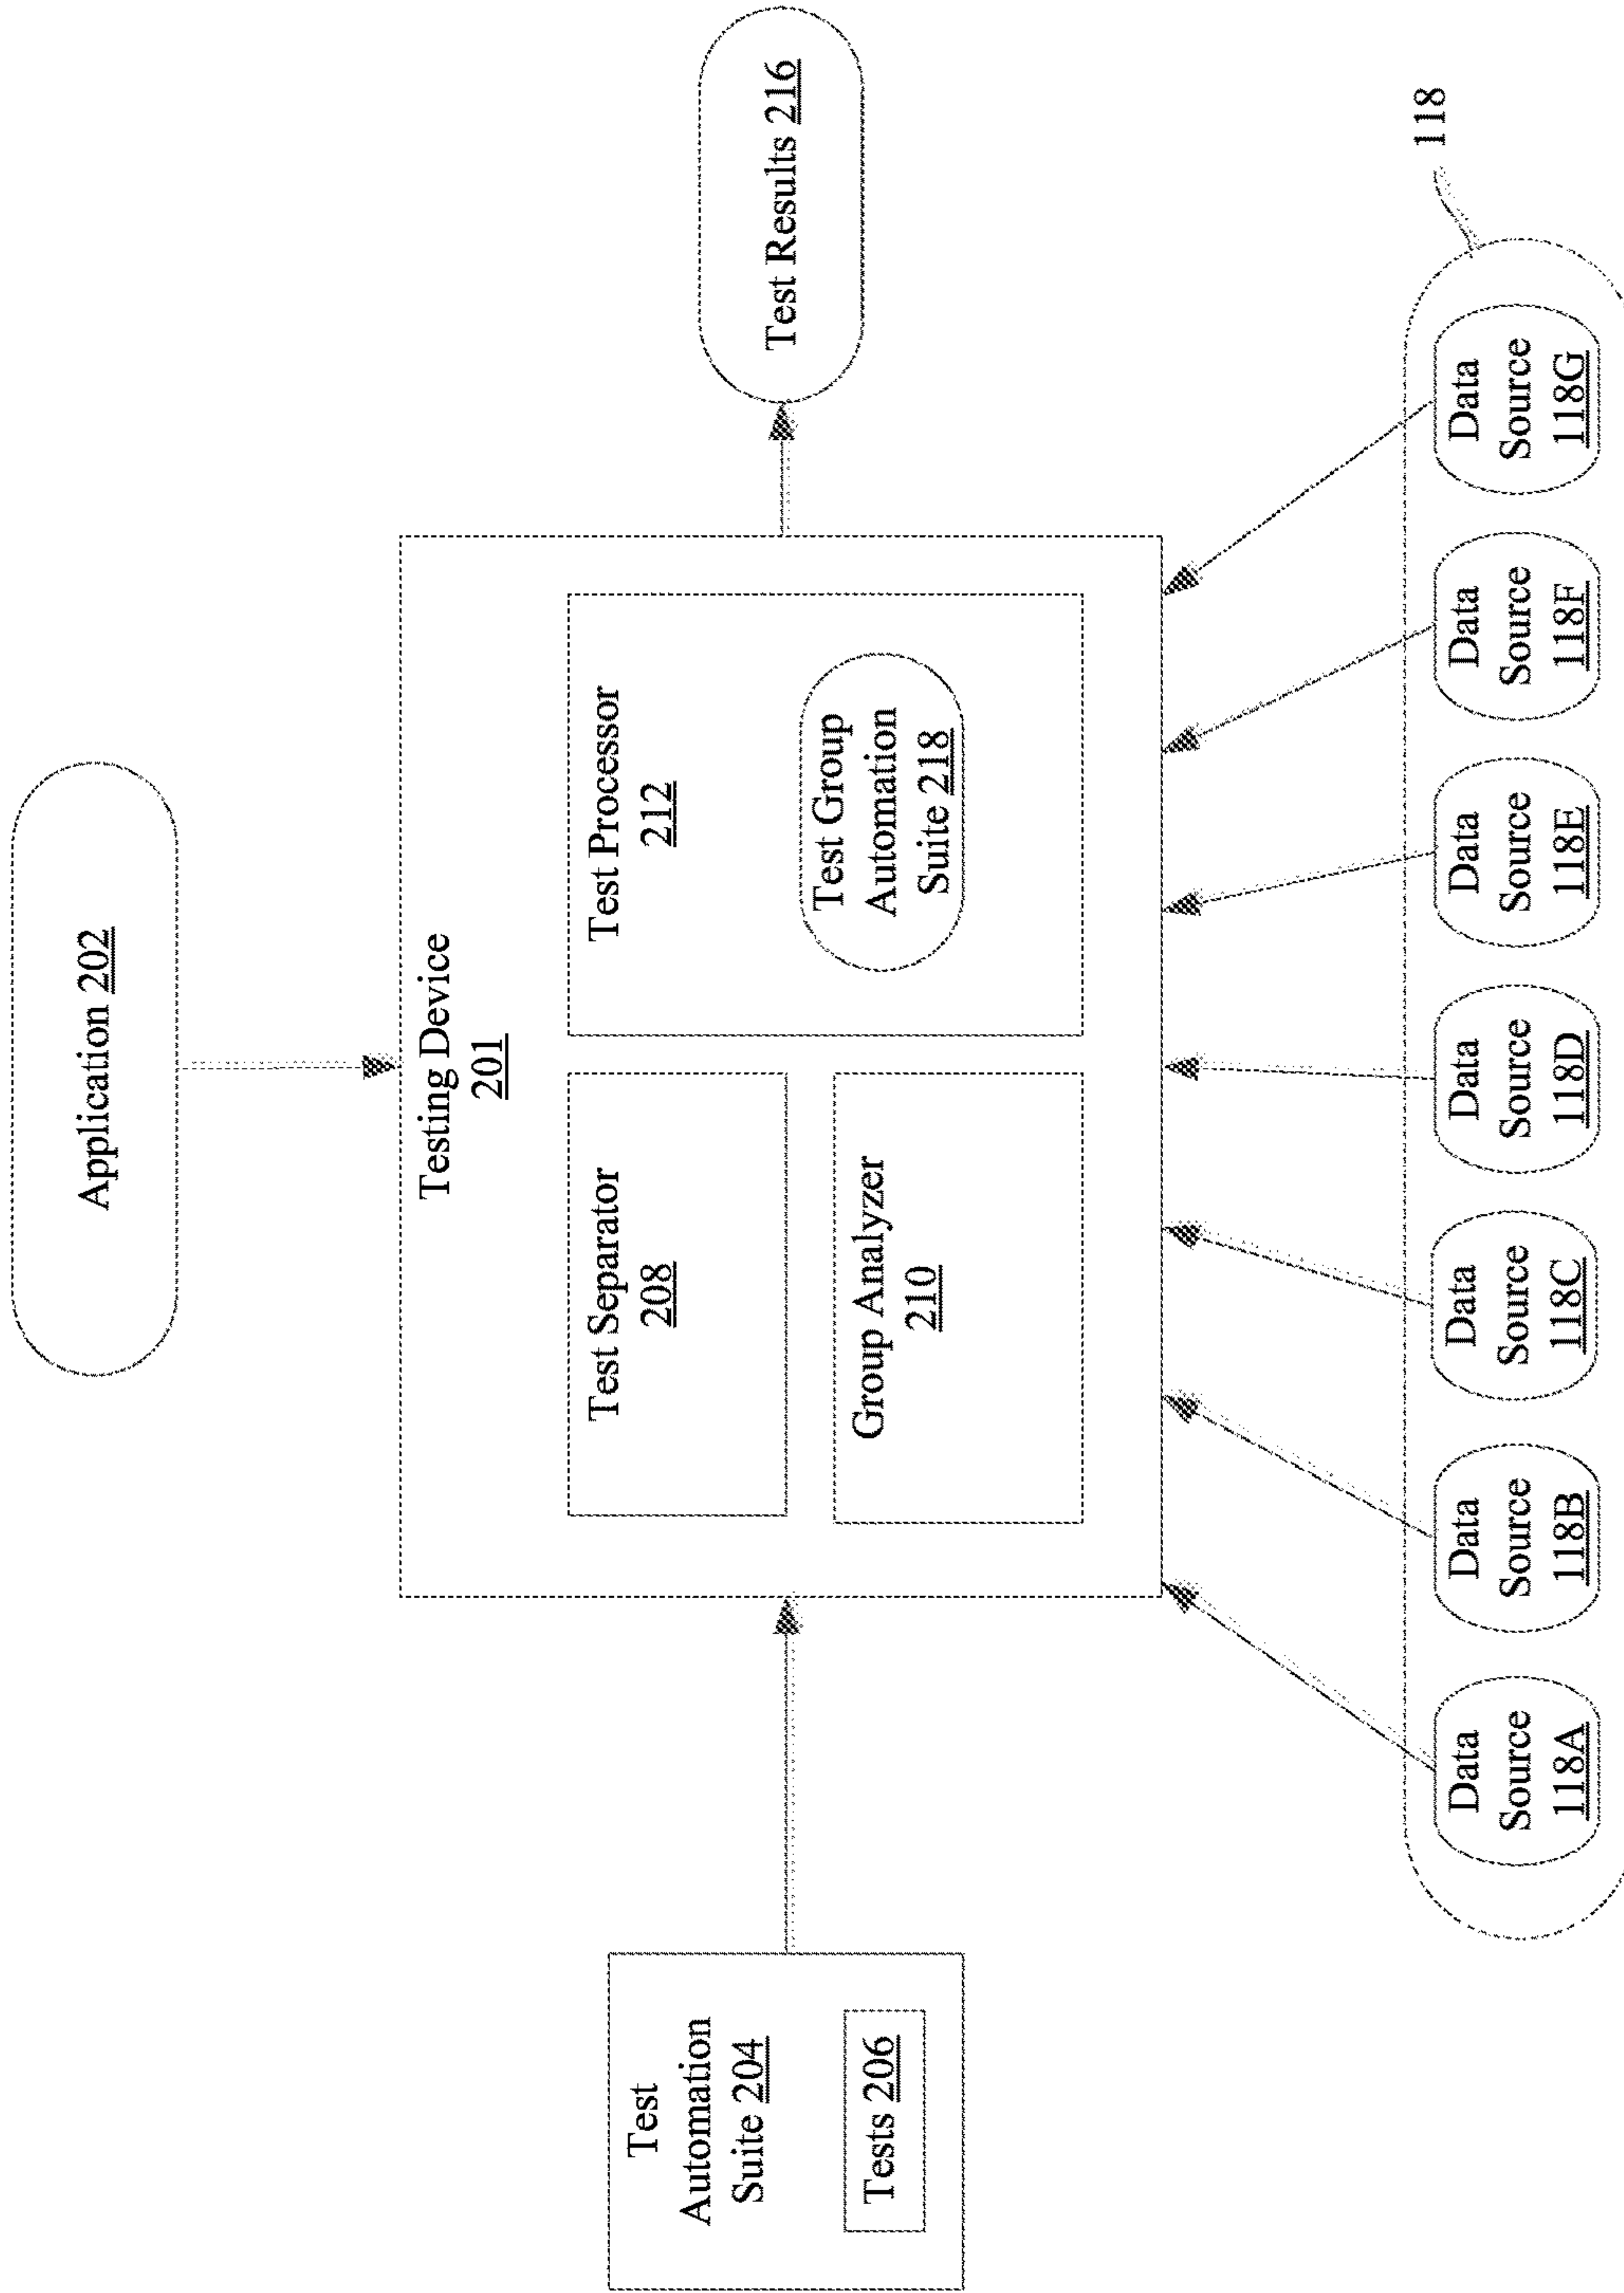 Application 202
Testing Device
201
Test
Automation
Suite 204
Tests 206
Test Separator
208
Group Analyzer
210
Test Processor
212
Test Group
Automation
Suite 218
Test Results 216
118
Data
Source
118A
Data
Source
118B
Data
Source
118C
Data
Source
118D
Data
Source
118E
Data
Source
118F
Data
Source
118G